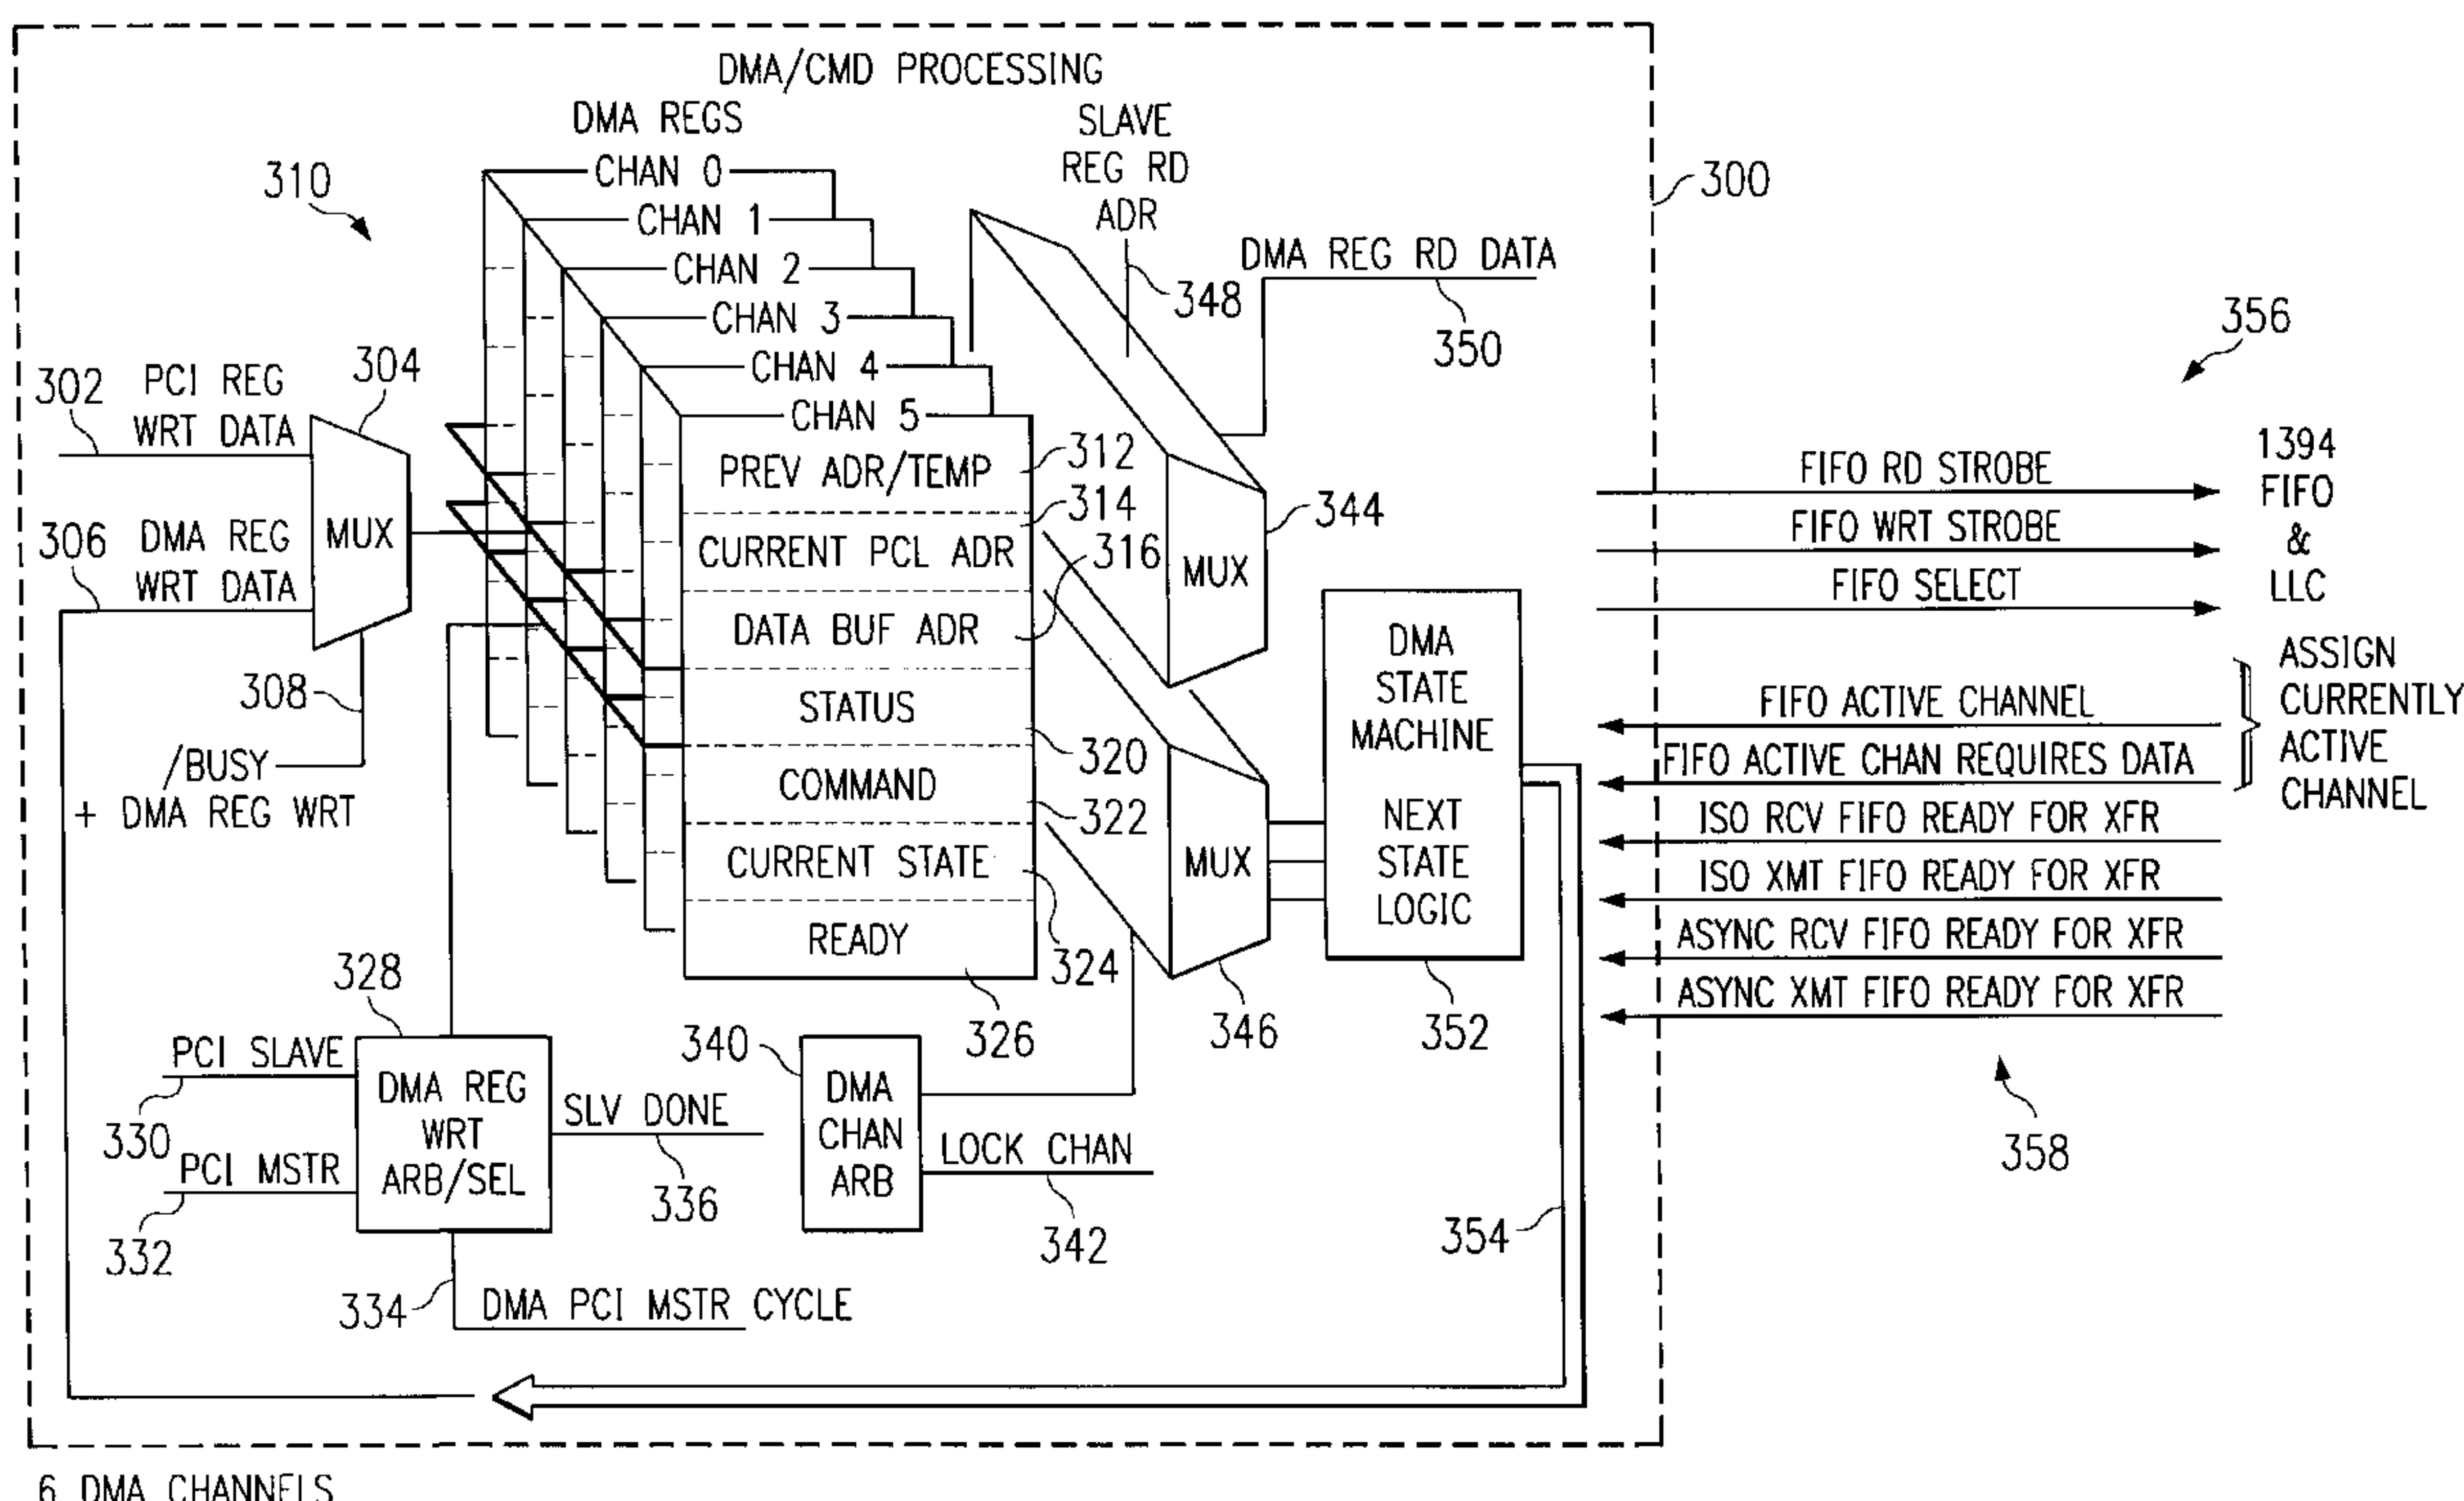 DMA/CMD PROCESSING
DMA REGS
SLAVE
REG RD
ADR
310
CHAN 0
CHAN 1
CHAN 2
CHAN 3
CHAN 4
CHAN 5
300
348
DMA REG RD DATA
350
356
302
PCI REG
WRT DATA
304
306
DMA REG
WRT DATA
MUX
308
/BUSY
+ DMA REG WRT
PREV ADR/TEMP
312
314
CURRENT PCL ADR
316
DATA BUF ADR
STATUS
320
COMMAND
322
CURRENT STATE
324
READY
326
MUX
344
MUX
346
DMA
STATE
MACHINE
NEXT
STATE
LOGIC
352
FIFO RD STROBE
FIFO WRT STROBE
FIFO SELECT
1394
FIFO
&
LLC
FIFO ACTIVE CHANNEL
FIFO ACTIVE CHAN REQUIRES DATA
ASSIGN
CURRENTLY
ACTIVE
CHANNEL
ISO RCV FIFO READY FOR XFR
ISO XMT FIFO READY FOR XFR
ASYNC RCV FIFO READY FOR XFR
ASYNC XMT FIFO READY FOR XFR
358
328
PCI SLAVE
330
PCI MSTR
332
DMA REG
WRT
ARB/SEL
SLV DONE
336
334
DMA PCI MSTR CYCLE
340
DMA
CHAN
ARB
LOCK CHAN
342
354
6 DMA CHANNELS